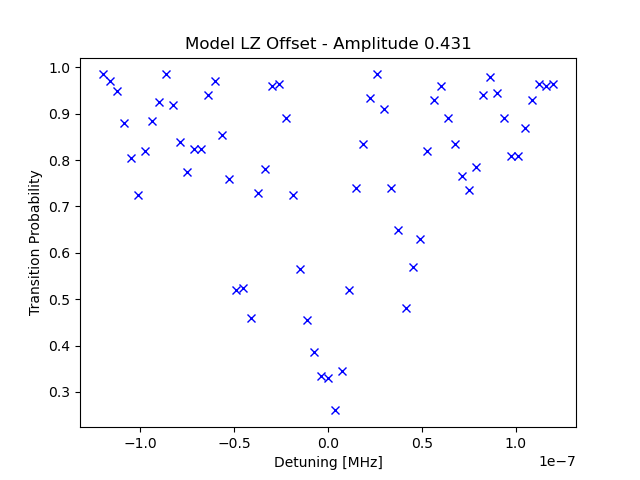 Model LZ Offset - Amplitude 0.431
1.0
0.9
0.8
0.7
0.6
0.5
0.4
0.3
Transition Probability
−1.0 −0.5 0.0 0.5 1.0
1e−7
Detuning [MHz]